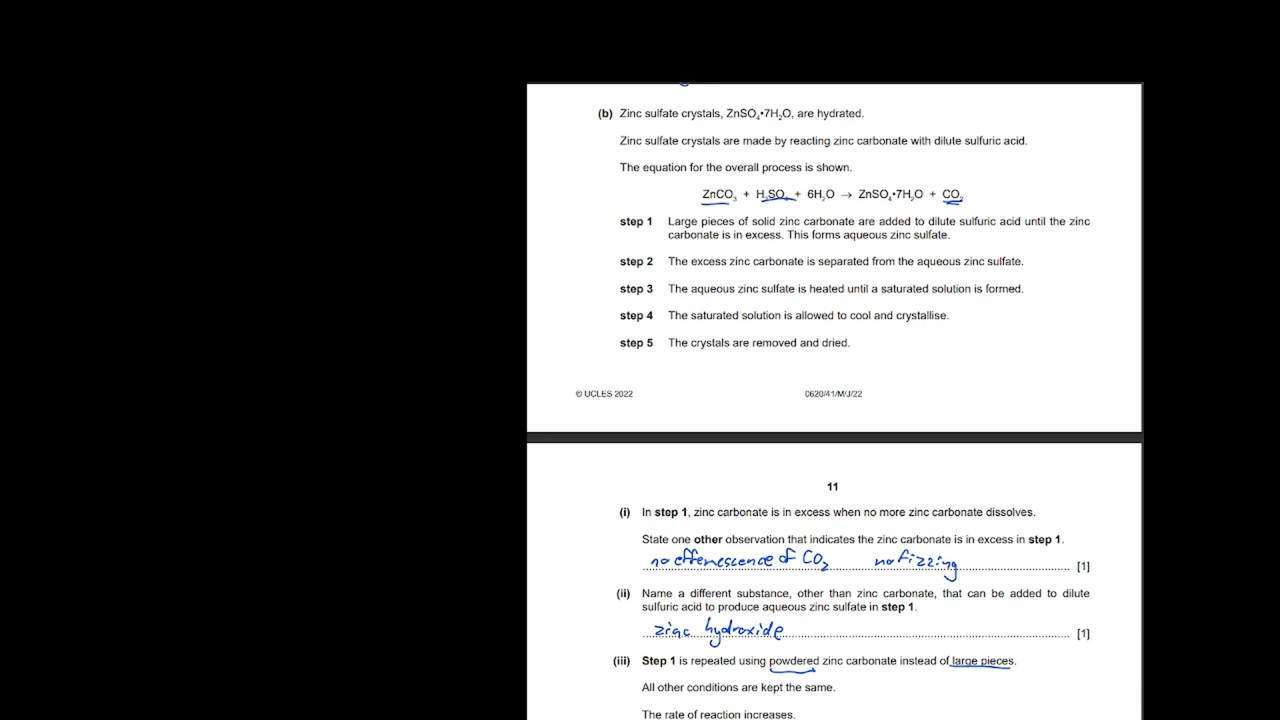 (b) Zinc sulfate crystals, ZnSO₄•7H₂O, are hydrated.
Zinc sulfate crystals are made by reacting zinc carbonate with dilute sulfuric acid.
The equation for the overall process is shown.
ZnCO₃ + H₂SO₄ + 6H₂O → ZnSO₄•7H₂O + CO₂
step 1 Large pieces of solid zinc carbonate are added to dilute sulfuric acid until the zinc
carbonate is in excess. This forms aqueous zinc sulfate.
step 2 The excess zinc carbonate is separated from the aqueous zinc sulfate.
step 3 The aqueous zinc sulfate is heated until a saturated solution is formed.
step 4 The saturated solution is allowed to cool and crystallise.
step 5 The crystals are removed and dried.
© UCLES 2022 0620/41/M/J/22
11
(i) In step 1, zinc carbonate is in excess when no more zinc carbonate dissolves.
State one other observation that indicates the zinc carbonate is in excess in step 1.
no effervescence of CO₂ no fizzing [1]
(ii) Name a different substance, other than zinc carbonate, that can be added to dilute
sulfuric acid to produce aqueous zinc sulfate in step 1.
zinc hydroxide [1]
(iii) Step 1 is repeated using powdered zinc carbonate instead of large pieces.
All other conditions are kept the same.
The rate of reaction increases.